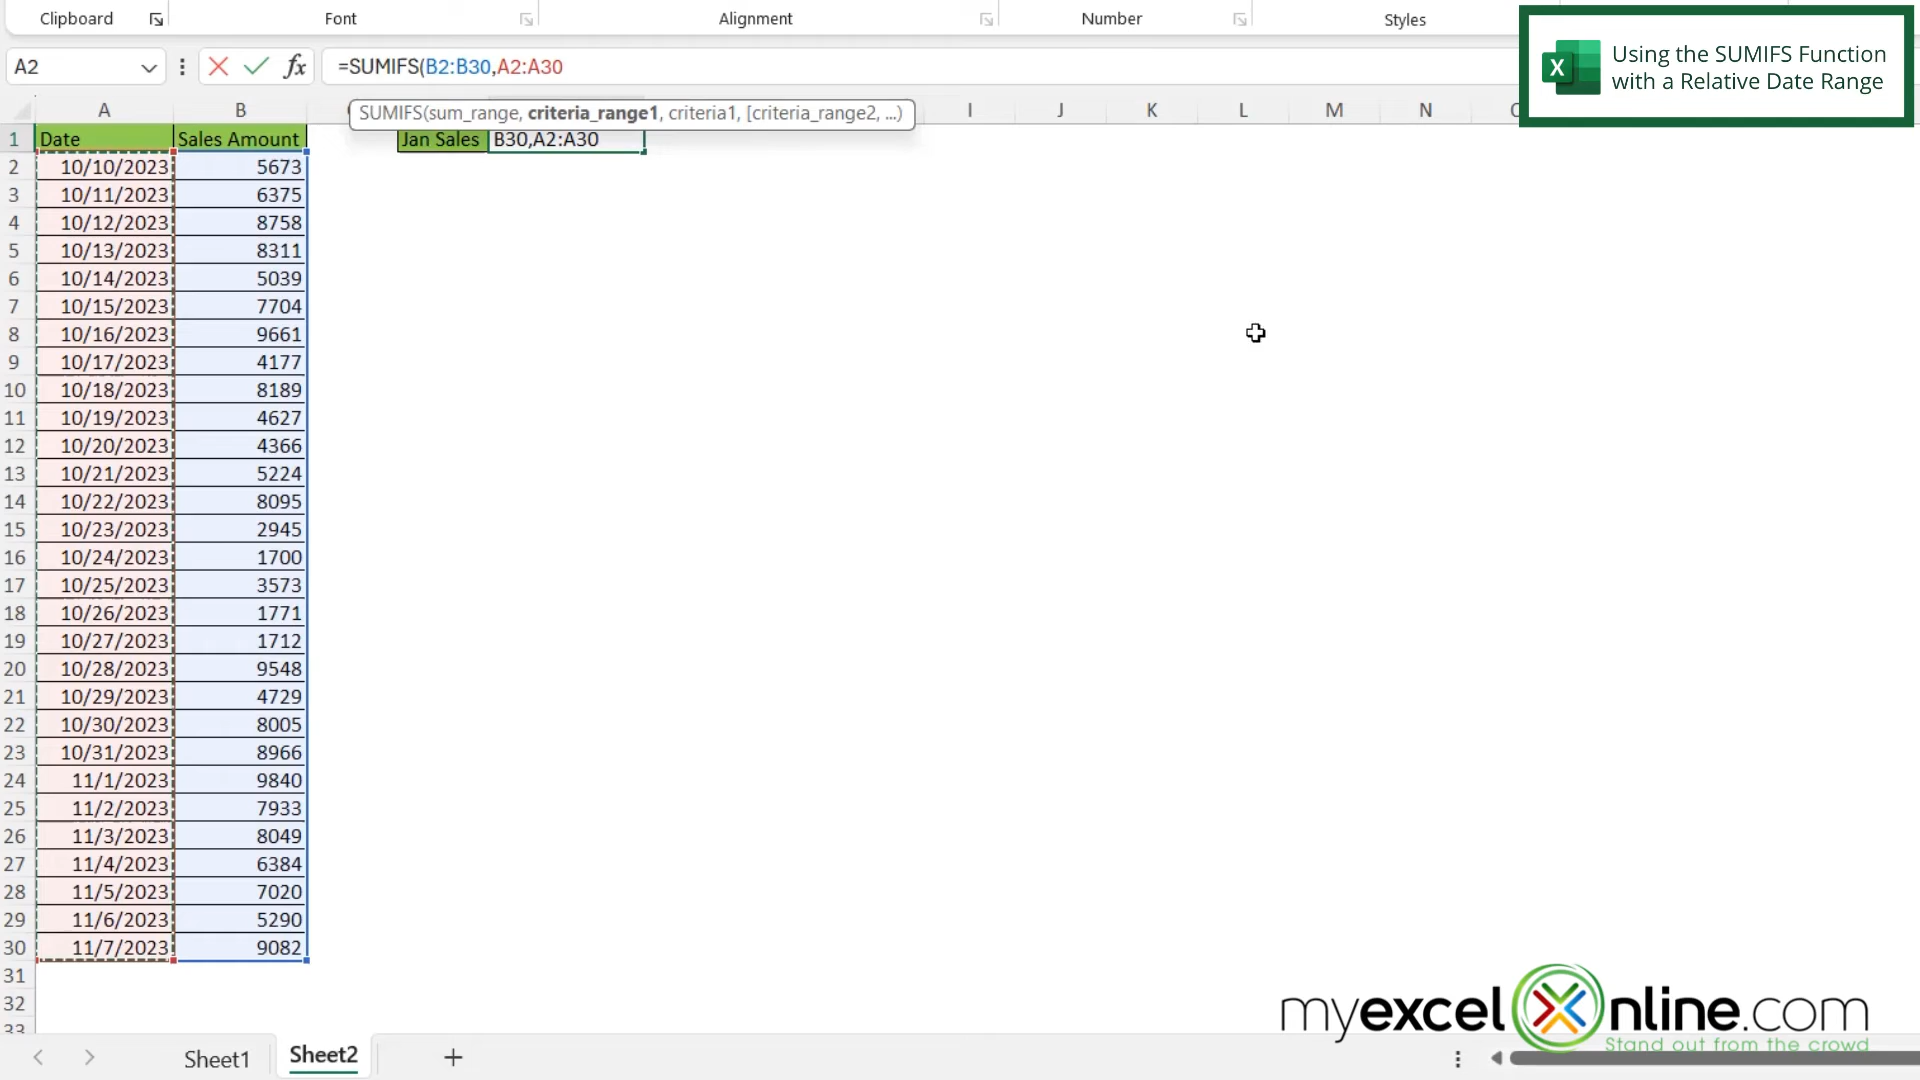 Clipboard Font Alignment Number Styles
Using the SUMIFS Function
with a Relative Date Range
A2 fx =SUMIFS(B2:B30,A2:A30
SUMIFS(sum_range, criteria_range1, criteria1, [criteria_range2, ...)
A B I J K L M N
1 Date Sales Amount Jan Sales B30,A2:A30
2 10/10/2023 5673
3 10/11/2023 6375
4 10/12/2023 8758
5 10/13/2023 8311
6 10/14/2023 5039
7 10/15/2023 7704
8 10/16/2023 9661
9 10/17/2023 4177
10 10/18/2023 8189
11 10/19/2023 4627
12 10/20/2023 4366
13 10/21/2023 5224
14 10/22/2023 8095
15 10/23/2023 2945
16 10/24/2023 1700
17 10/25/2023 3573
18 10/26/2023 1771
19 10/27/2023 1712
20 10/28/2023 9548
21 10/29/2023 4729
22 10/30/2023 8005
23 10/31/2023 8966
24 11/1/2023 9840
25 11/2/2023 7933
26 11/3/2023 8049
27 11/4/2023 6384
28 11/5/2023 7020
29 11/6/2023 5290
30 11/7/2023 9082
31
32
33
myexcelonline.com
Stand out from the crowd
Sheet1 Sheet2